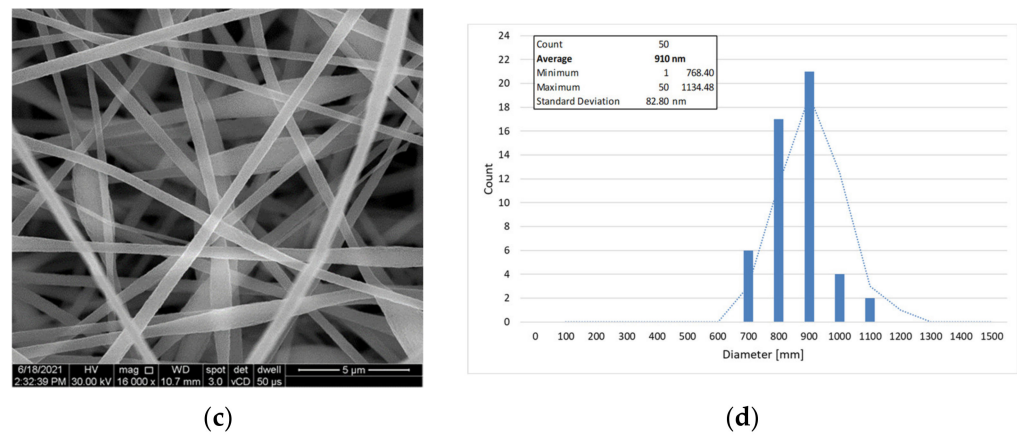 6/18/2021 HV mag WD spot det dwell
2:32:39 PM 30.00 kV 16 000 x 10.7 mm 3.0 vCD 50 µs
5 µm
(c)
Count 50
Average 910 nm
Minimum 1 768.40
Maximum 50 1134.48
Standard Deviation 82.80 nm
24
22
20
18
16
14
12
10
8
6
4
2
0
Count
0 100 200 300 400 500 600 700 800 900 1000 1100 1200 1300 1400 1500
Diameter [mm]
(d)